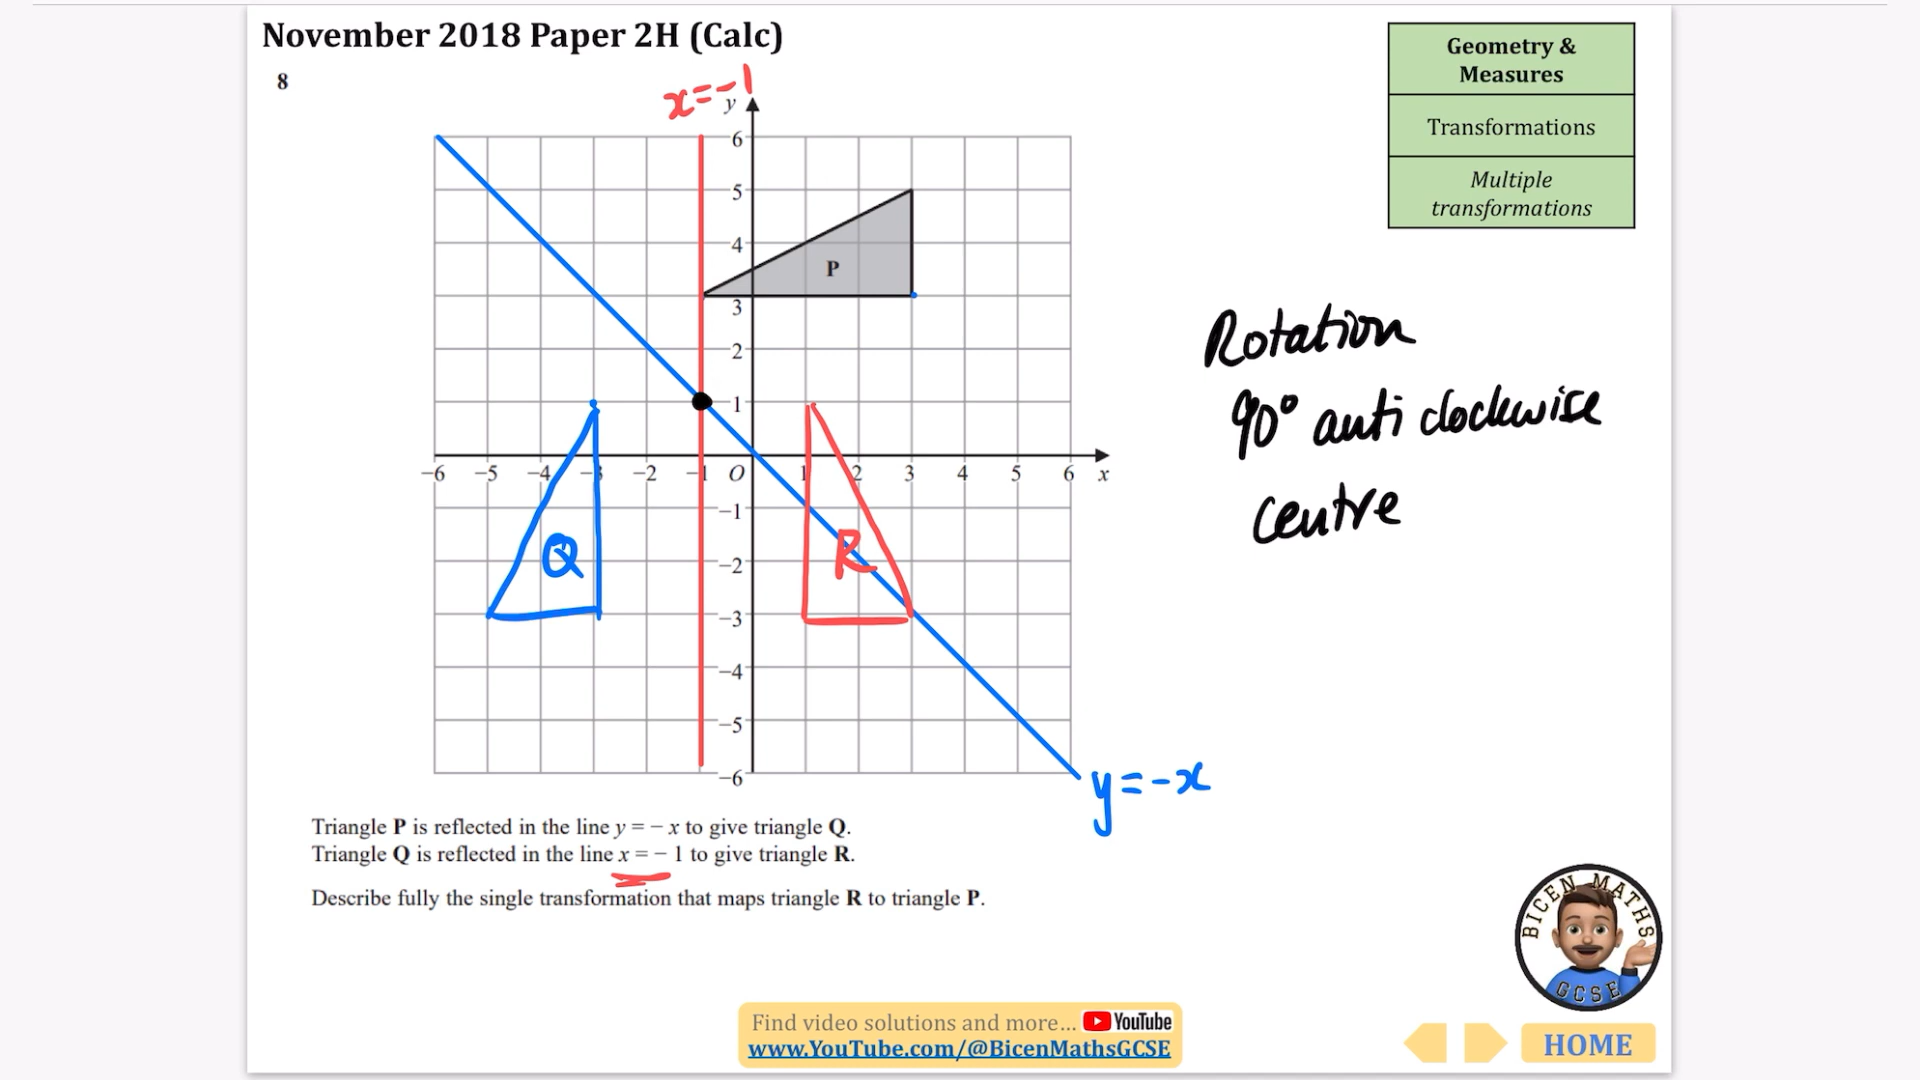 November 2018 Paper 2H (Calc)
8
Geometry &
Measures
Transformations
Multiple
transformations
x=-1
y
6
5
4
3
2
1
P
-6 -5 -4 -3 -2 -1 O 1 2 3 4 5 6 x
-1
-2
-3
-4
-5
-6
Q
R
y=-x
Rotation
90° anti clockwise
centre
Triangle P is reflected in the line y = − x to give triangle Q.
Triangle Q is reflected in the line x = − 1 to give triangle R.
Describe fully the single transformation that maps triangle R to triangle P.
BICEN MATHS
GCSE
Find video solutions and more... YouTube
www.YouTube.com/@BicenMathsGCSE
HOME